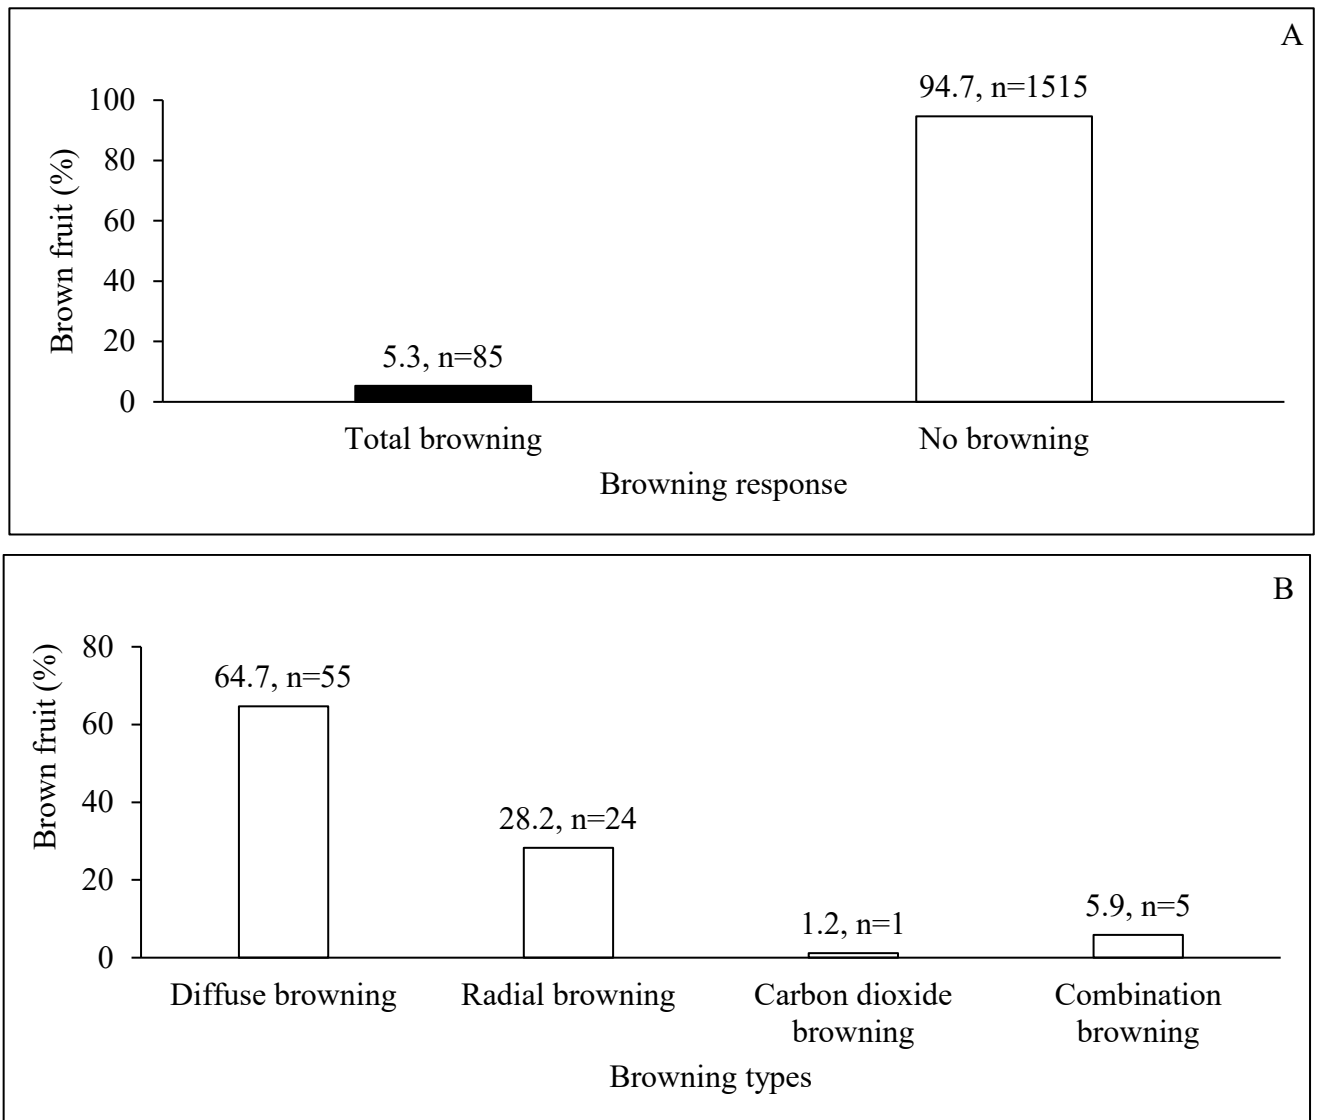 A
94.7, n=1515
100
80
60
40
20
0
Brown fruit (%)
5.3, n=85
Total browning
No browning
Browning response
B
80
60
40
20
0
Brown fruit (%)
64.7, n=55
28.2, n=24
1.2, n=1
5.9, n=5
Diffuse browning
Radial browning
Carbon dioxide
browning
Combination
browning
Browning types